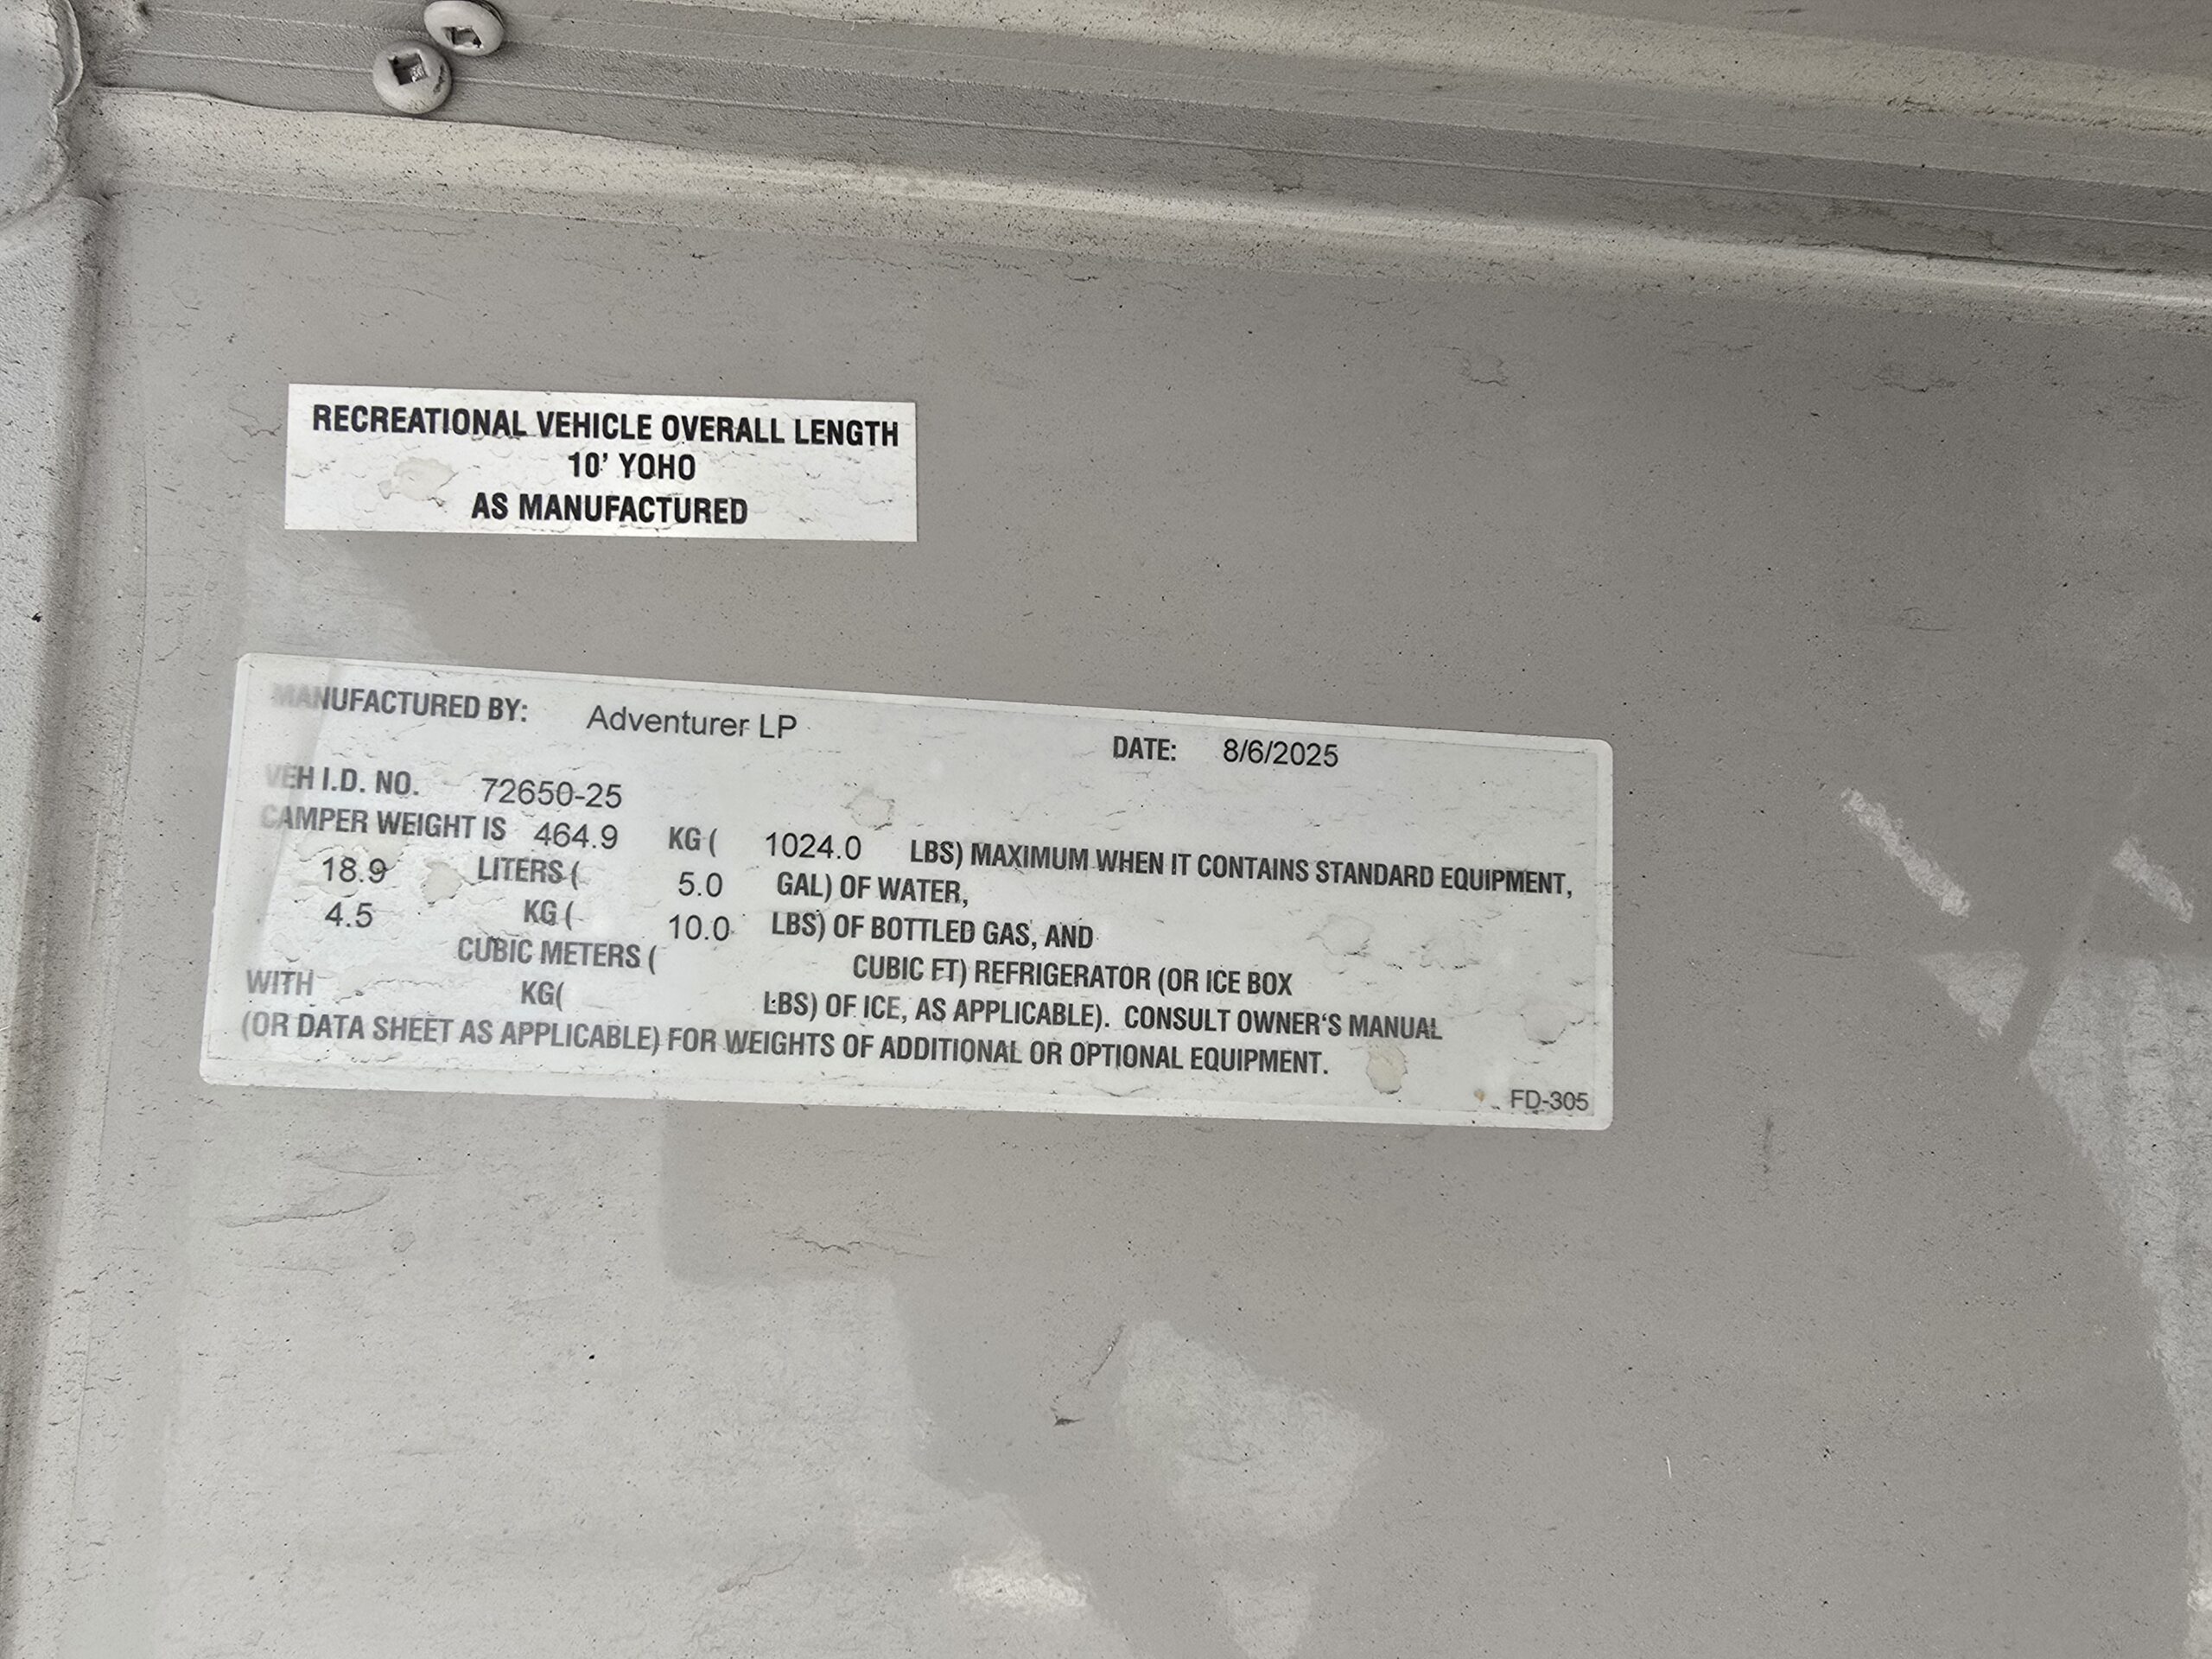 RECREATIONAL VEHICLE OVERALL LENGTH
10' YOHO
AS MANUFACTURED
MANUFACTURED BY: Adventurer LP DATE: 8/6/2025
VEH I.D. NO. 72650-25
CAMPER WEIGHT IS 464.9 KG ( 1024.0 LBS) MAXIMUM WHEN IT CONTAINS STANDARD EQUIPMENT,
18.9 LITERS ( 5.0 GAL) OF WATER,
4.5 KG ( 10.0 LBS) OF BOTTLED GAS, AND
CUBIC METERS ( CUBIC FT) REFRIGERATOR (OR ICE BOX
WITH KG( LBS) OF ICE, AS APPLICABLE). CONSULT OWNER'S MANUAL
(OR DATA SHEET AS APPLICABLE) FOR WEIGHTS OF ADDITIONAL OR OPTIONAL EQUIPMENT.
FD-305